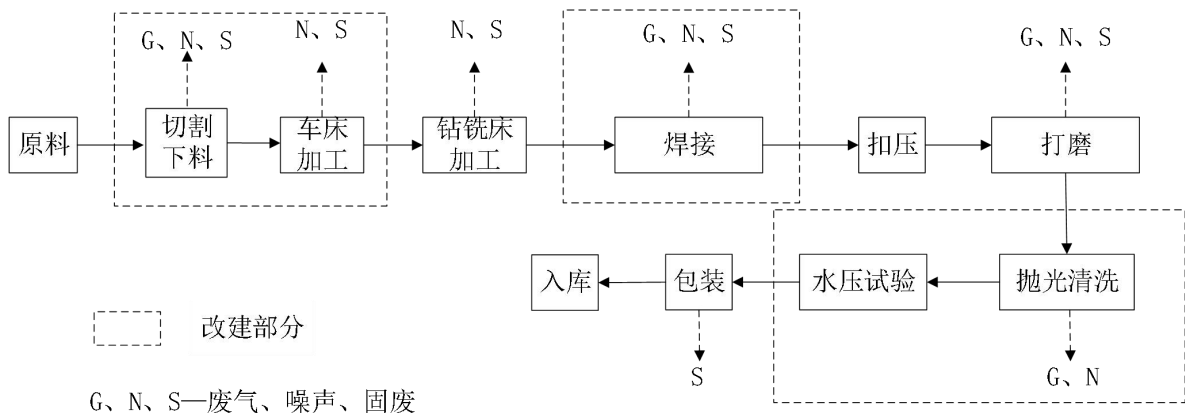 G、N、S
N、S
N、S
G、N、S
G、N、S
原料
切割
下料
车床
加工
钻铣床
加工
焊接
扣压
打磨
入库
包装
水压试验
抛光清洗
S
G、N
改建部分
G、N、S—废气、噪声、固废